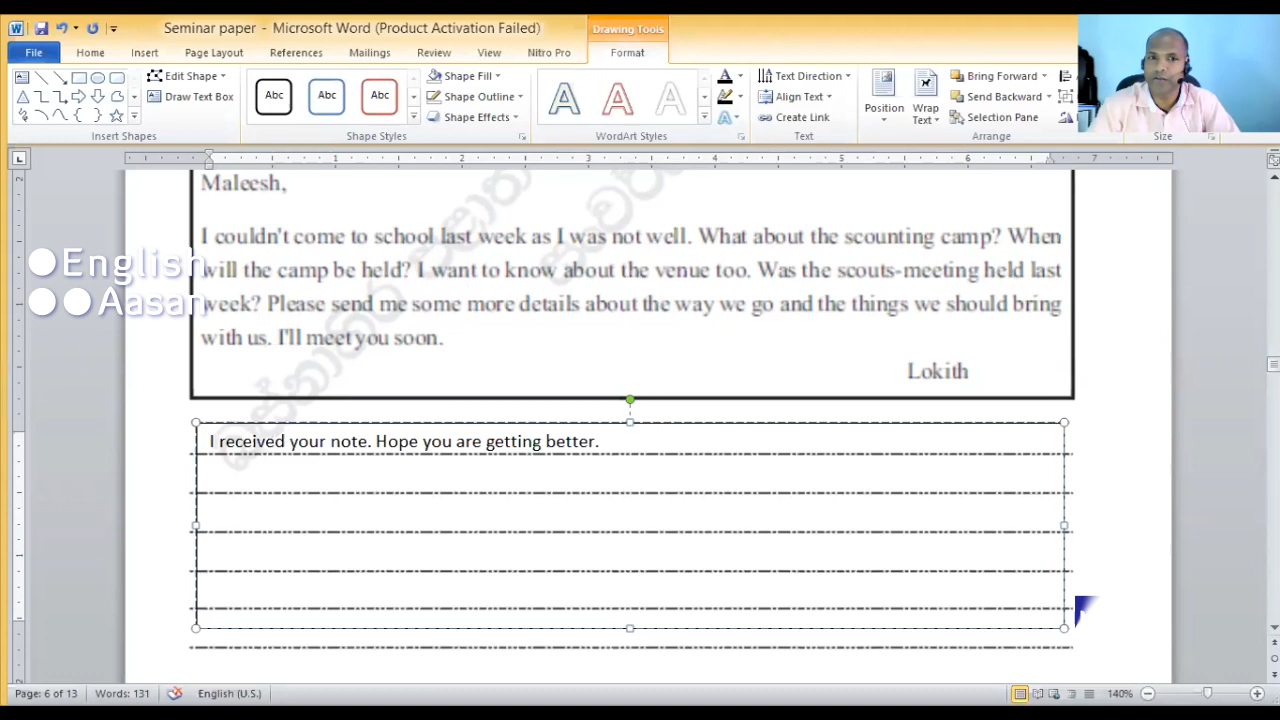 Seminar paper - Microsoft Word (Product Activation Failed)
Drawing Tools
File Home Insert Page Layout References Mailings Review View Nitro Pro Format
Edit Shape
Draw Text Box
Insert Shapes
Abc Abc Abc
Shape Fill
Shape Outline
Shape Effects
Shape Styles
WordArt Styles
Text Direction
Align Text
Create Link
Text
Position
Wrap
Text
Bring Forward
Send Backward
Selection Pane
Arrange
Size
1 2 3 4 5 6 7
Maleesh,
I couldn't come to school last week as I was not well. What about the scounting camp? When
will the camp be held? I want to know about the venue too. Was the scouts-meeting held last
week? Please send me some more details about the way we go and the things we should bring
with us. I'll meet you soon.
Lokith
English
Aasan
I received your note. Hope you are getting better.
Page: 6 of 13 Words: 131 English (U.S.) 140%